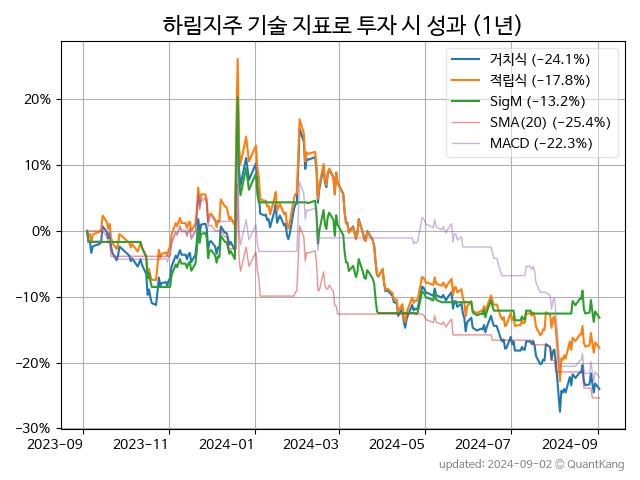 하림지주 기술 지표로 투자 시 성과 (1년)
거치식 (−24.1%)
적립식 (−17.8%)
SigM (−13.2%)
SMA(20) (−25.4%)
MACD (−22.3%)
20%
10%
0%
−10%
−20%
−30%
2023-09 2023-11 2024-01 2024-03 2024-05 2024-07 2024-09
updated: 2024-09-02 © QuantKang